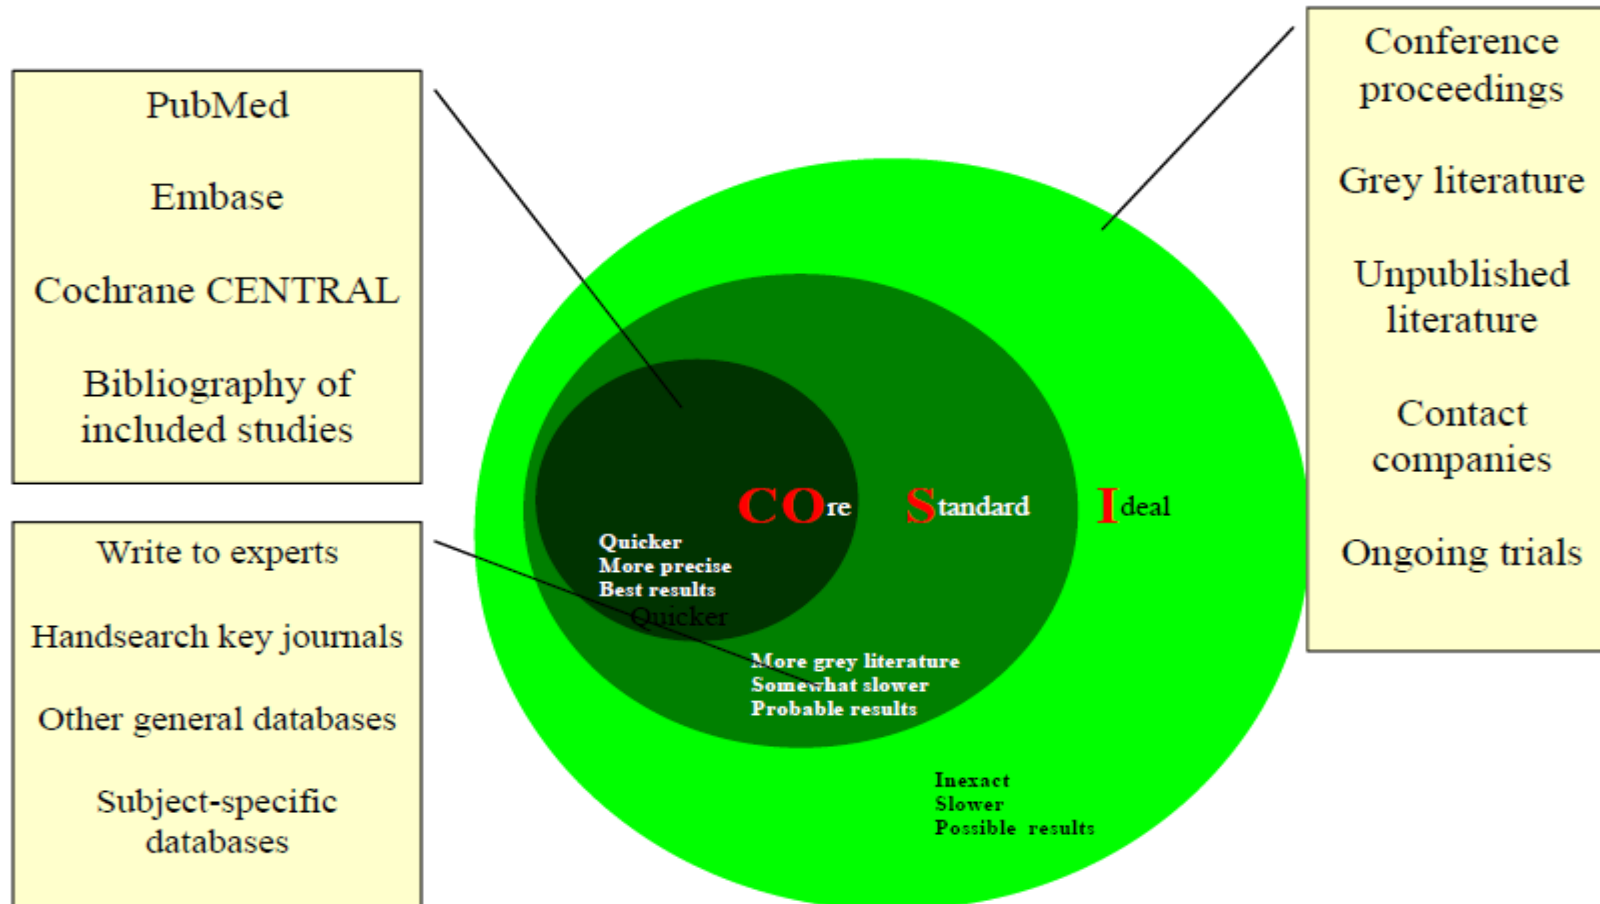 PubMed
Embase
Cochrane CENTRAL
Bibliography of
included studies
Write to experts
Handsearch key journals
Other general databases
Subject-specific
databases
COre Standard Ideal
Quicker
More precise
Best results
Quicker
More grey literature
Somewhat slower
Probable results
Inexact
Slower
Possible results
Conference
proceedings
Grey literature
Unpublished
literature
Contact
companies
Ongoing trials